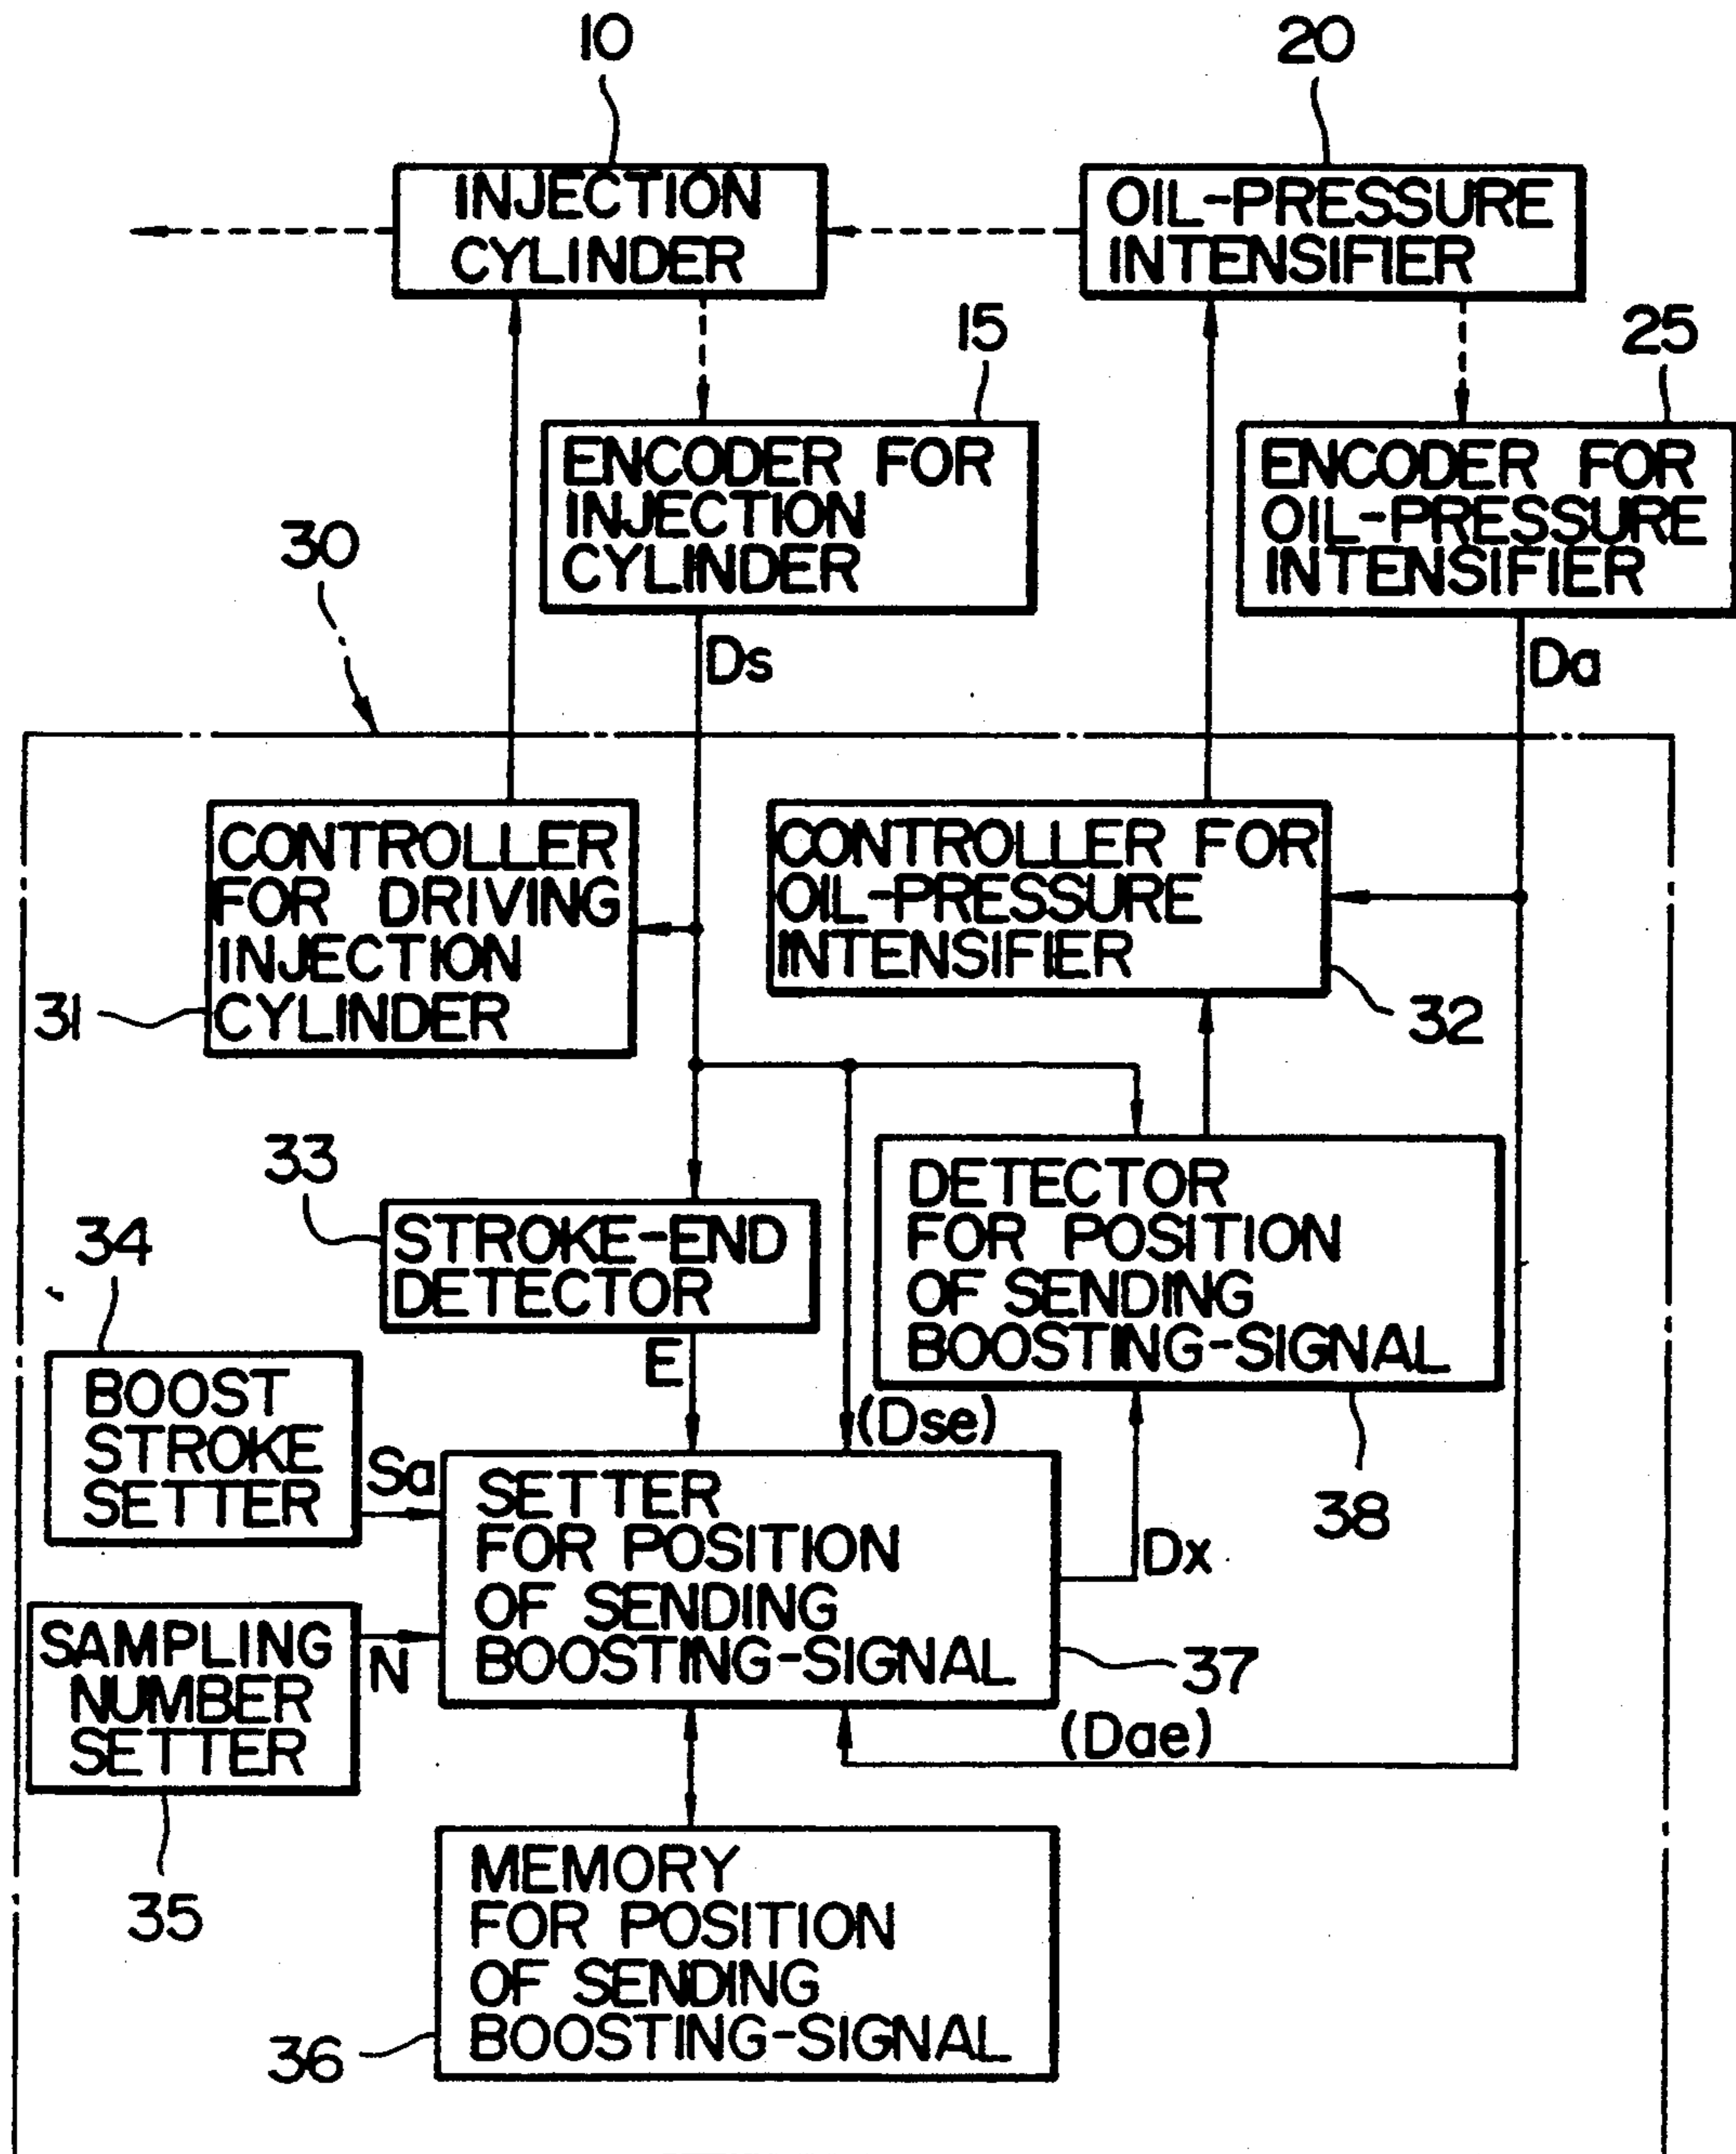 10
20
INJECTION
CYLINDER
OIL-PRESSURE
INTENSIFIER
15
25
ENCODER FOR
INJECTION
CYLINDER
ENCODER FOR
OIL-PRESSURE
INTENSIFIER
30
Ds
Da
CONTROLLER
FOR DRIVING
INJECTION
CYLINDER
31
CONTROLLER FOR
OIL-PRESSURE
INTENSIFIER
32
33
STROKE-END
DETECTOR
E
DETECTOR
FOR POSITION
OF SENDING
BOOSTING-SIGNAL
38
34
BOOST
STROKE
SETTER
Sa
(Dse)
SETTER
FOR POSITION
OF SENDING
BOOSTING-SIGNAL
Dx
37
SAMPLING
NUMBER
SETTER
N
35
(Dae)
MEMORY
FOR POSITION
OF SENDING
BOOSTING-SIGNAL
36